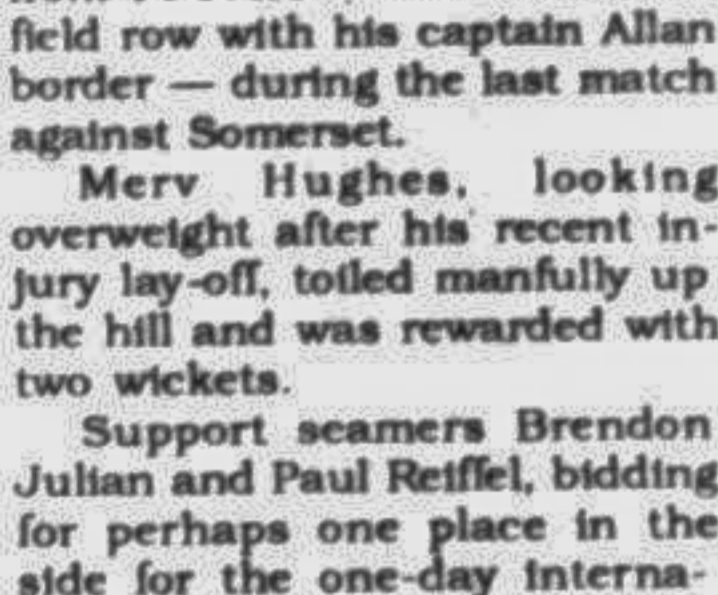 field row with his captain Allan
border — during the last match
against Somerset.
Merv Hughes, looking
overweight after his recent in-
jury lay-off, toiled manfully up
the hill and was rewarded with
two wickets.
Support seamers Brendon
Julian and Paul Reiffel, bidding
for perhaps one place in the
side for the one-day interna-